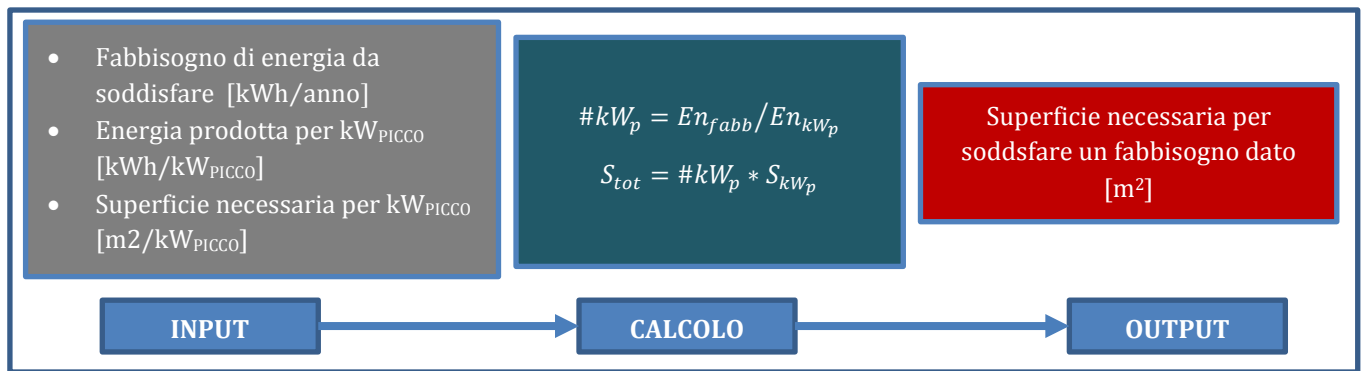 • Fabbisogno di energia da
soddisfare [kWh/anno]
• Energia prodotta per kWPICCO
[kWh/kWPICCO]
• Superficie necessaria per kWPICCO
[m2/kWPICCO]
#kWp = Enfabb/EnkWp
Stot = #kWp * SkWp
Superficie necessaria per
soddsfare un fabbisogno dato
[m²]
INPUT
CALCOLO
OUTPUT